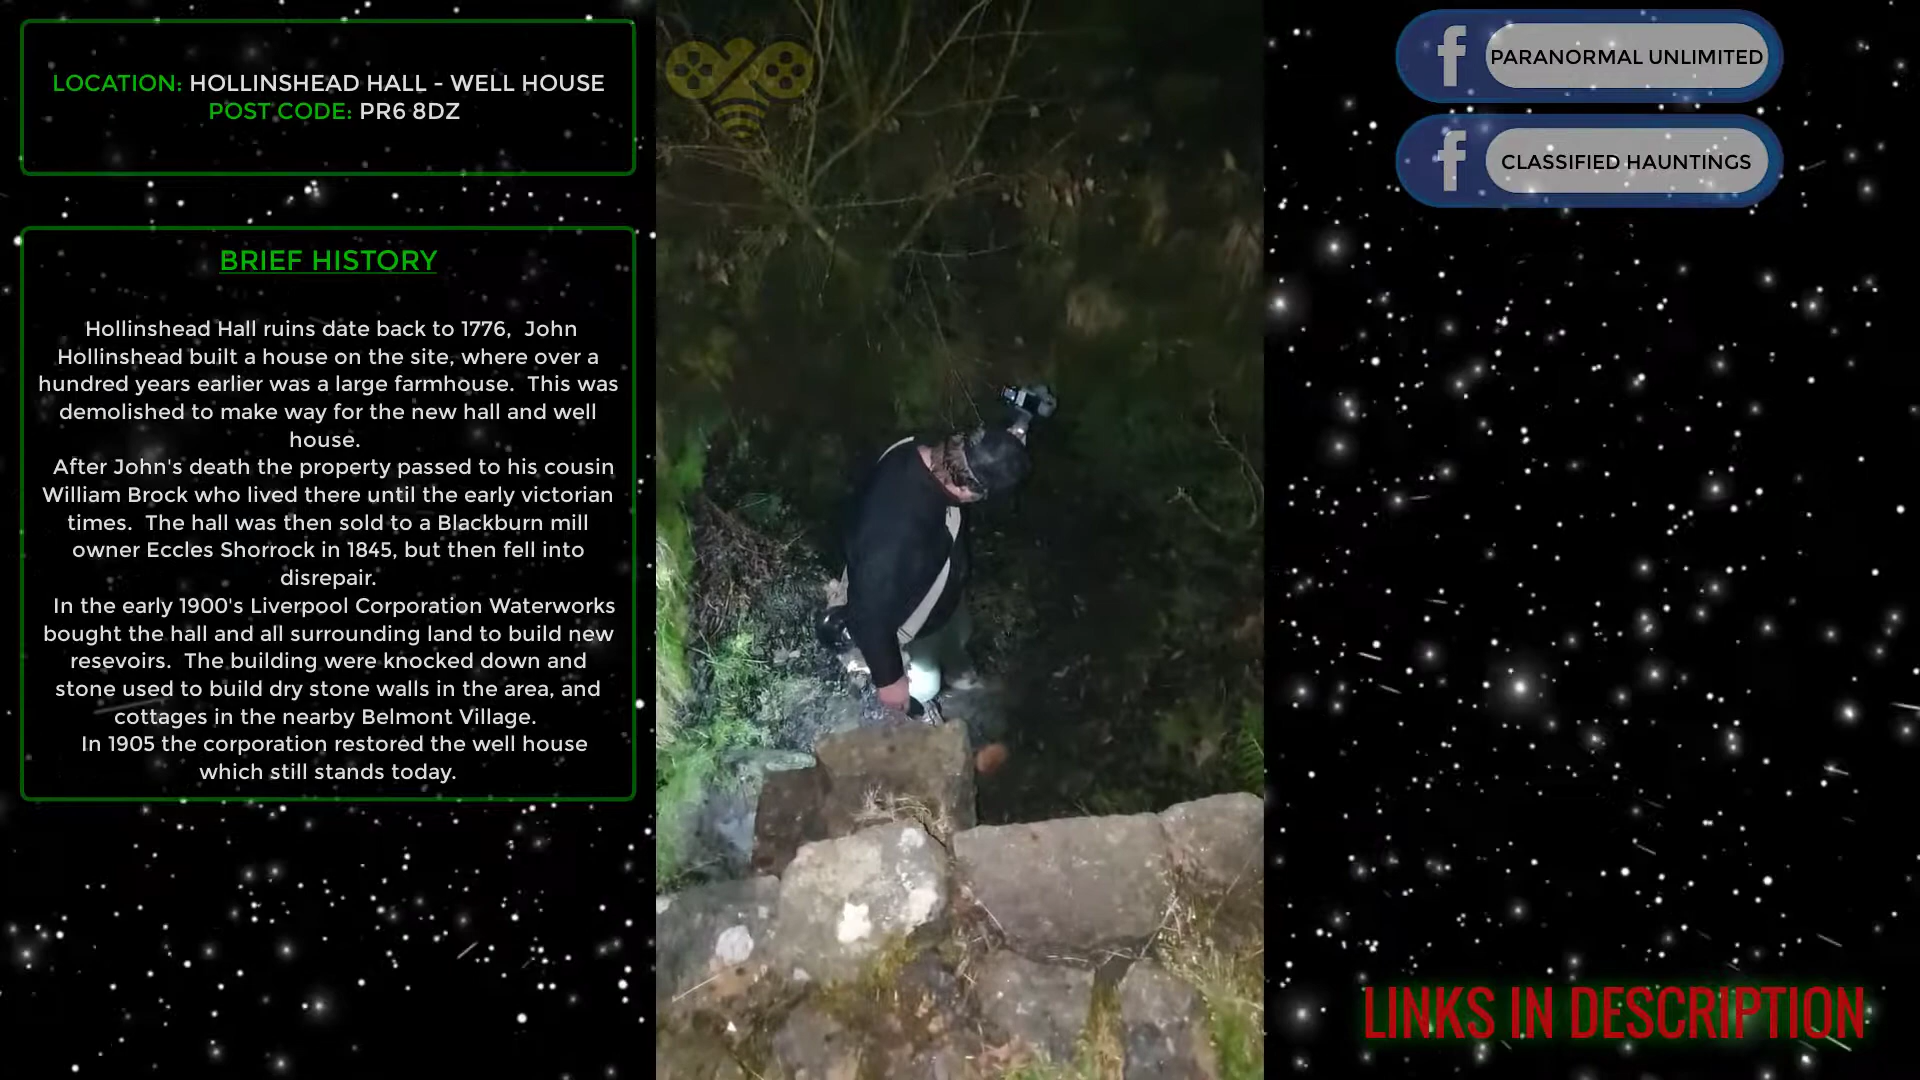 LOCATION: HOLLINSHEAD HALL - WELL HOUSE
POST CODE: PR6 8DZ
BRIEF HISTORY
Hollinshead Hall ruins date back to 1776, John
Hollinshead built a house on the site, where over a
hundred years earlier was a large farmhouse. This was
demolished to make way for the new hall and well
house.
After John's death the property passed to his cousin
William Brock who lived there until the early victorian
times. The hall was then sold to a Blackburn mill
owner Eccles Shorrock in 1845, but then fell into
disrepair.
In the early 1900's Liverpool Corporation Waterworks
bought the hall and all surrounding land to build new
resevoirs. The building were knocked down and
stone used to build dry stone walls in the area, and
cottages in the nearby Belmont Village.
In 1905 the corporation restored the well house
which still stands today.
f PARANORMAL UNLIMITED
f CLASSIFIED HAUNTINGS
LINKS IN DESCRIPTION